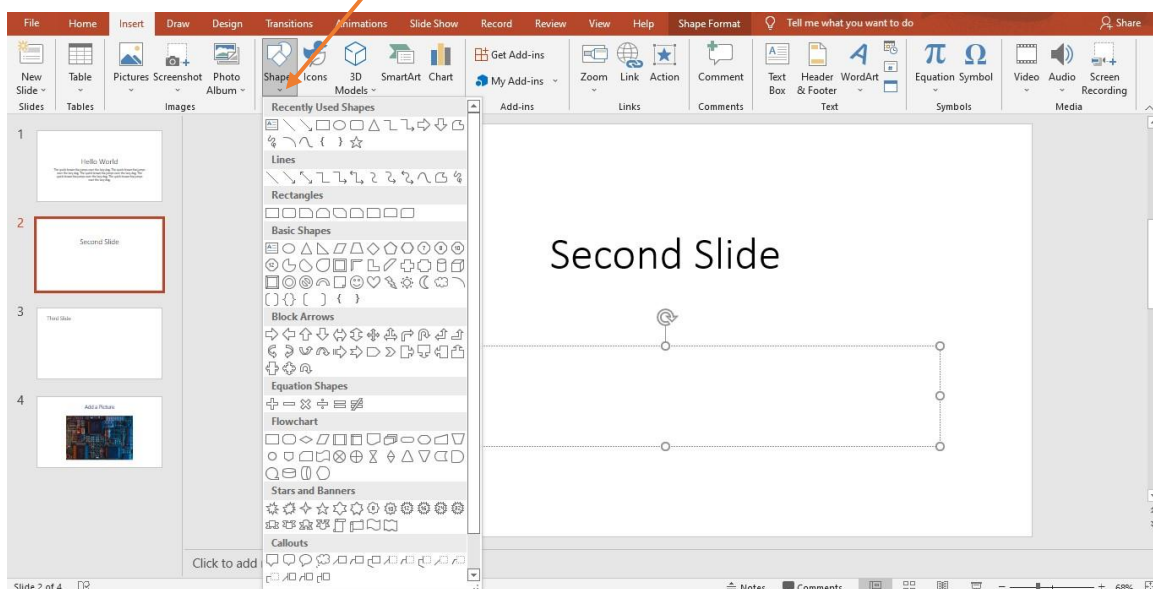 File Home Insert Draw Design Transitions Animations Slide Show Record Review View Help Shape Format Tell me what you want to do Share
New Slide Table Pictures Screenshot Photo Album Shapes Icons 3D Models SmartArt Chart Get Add-ins My Add-ins Zoom Link Action Comment Text Box Header & Footer WordArt Equation Symbol Video Audio Screen Recording
Slides Tables Images Add-ins Links Comments Text Symbols Media
Recently Used Shapes
Lines
Rectangles
Basic Shapes
Block Arrows
Equation Shapes
Flowchart
Stars and Banners
Callouts
1
Hello World
2
Second Slide
3
Third Slide
4
Add a Picture
Second Slide
Click to add
Slide 2 of 4 Notes Comments 68%